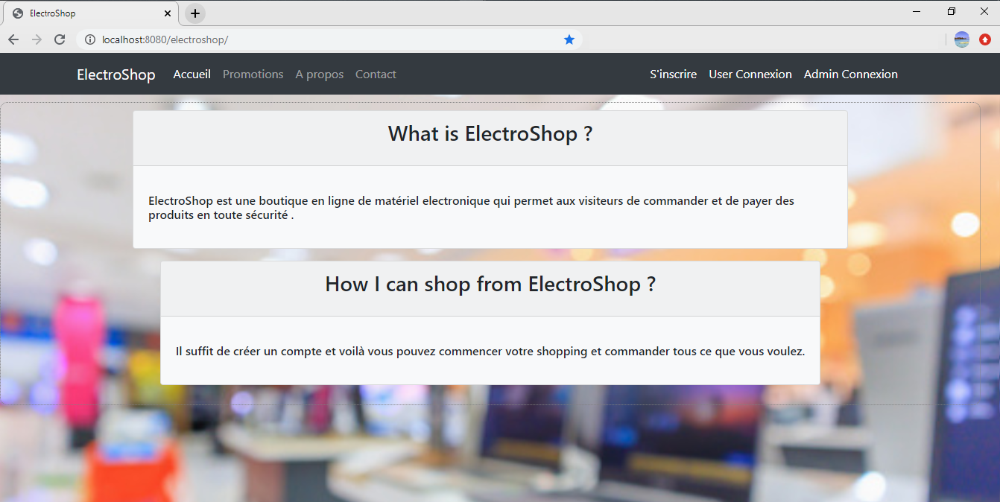 ElectroShop
localhost:8080/electroshop/
ElectroShop Accueil Promotions A propos Contact S'inscrire User Connexion Admin Connexion
What is ElectroShop ?
ElectroShop est une boutique en ligne de matériel electronique qui permet aux visiteurs de commander et de payer des
produits en toute sécurité .
How I can shop from ElectroShop ?
Il suffit de créer un compte et voilà vous pouvez commencer votre shopping et commander tous ce que vous voulez.